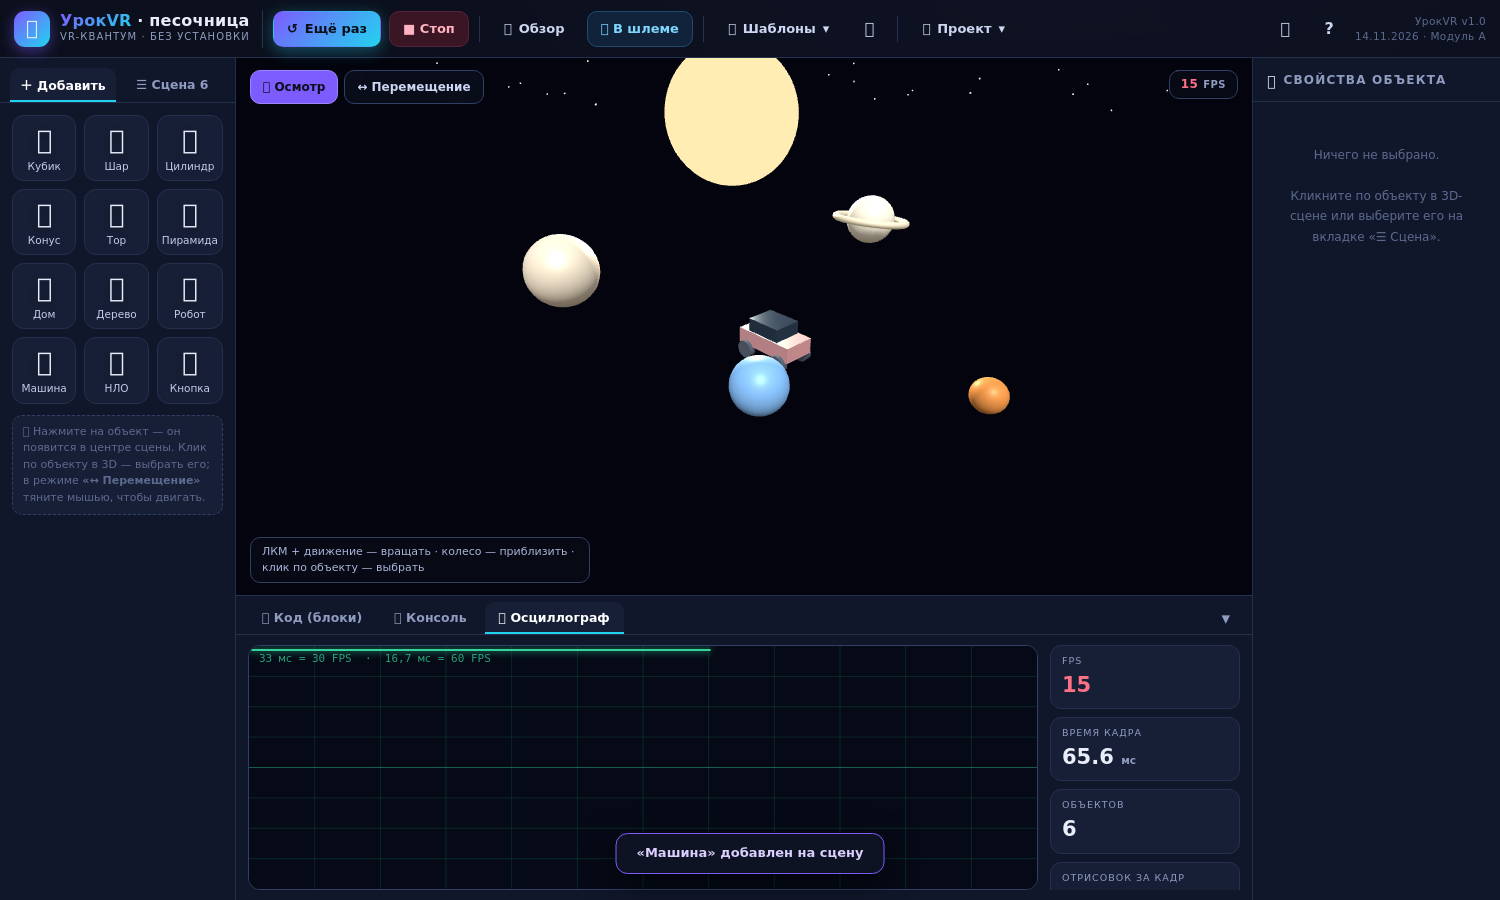 УрокVR · песочница
VR-КВАНТУМ · БЕЗ УСТАНОВКИ
↺ Ещё раз
■ Стоп
Обзор
В шлеме
Шаблоны ▾
Проект ▾
?
УрокVR v1.0
14.11.2026 · Модуль А
+ Добавить
☰ Сцена 6
Кубик
Шар
Цилиндр
Конус
Тор
Пирамида
Дом
Дерево
Робот
Машина
НЛО
Кнопка
Нажмите на объект — он
появится в центре сцены. Клик
по объекту в 3D — выбрать его;
в режиме «↔ Перемещение»
тяните мышью, чтобы двигать.
Осмотр
↔ Перемещение
15 FPS
ЛКМ + движение — вращать · колесо — приблизить ·
клик по объекту — выбрать
СВОЙСТВА ОБЪЕКТА
Ничего не выбрано.
Кликните по объекту в 3D-
сцене или выберите его на
вкладке «☰ Сцена».
Код (блоки)
Консоль
Осциллограф
▼
33 мс = 30 FPS · 16,7 мс = 60 FPS
FPS
15
ВРЕМЯ КАДРА
65.6 мс
ОБЪЕКТОВ
6
ОТРИСОВОК ЗА КАДР
«Машина» добавлен на сцену